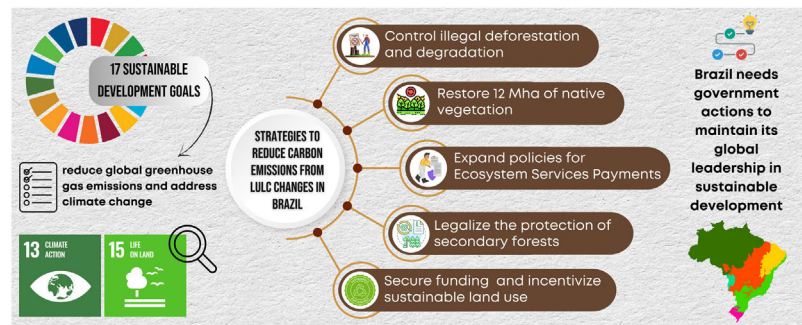 17 SUSTAINABLE
DEVELOPMENT GOALS
reduce global greenhouse
gas emissions and address
climate change
13 CLIMATE
ACTION
15 LIFE
ON LAND
STRATEGIES TO
REDUCE CARBON
EMISSIONS FROM
LULC CHANGES IN
BRAZIL
Control illegal deforestation
and degradation
Restore 12 Mha of native
vegetation
Expand policies for
Ecosystem Services Payments
Legalize the protection of
secondary forests
Secure funding and incentivize
sustainable land use
Brazil needs
government
actions to
maintain its
global
leadership in
sustainable
development